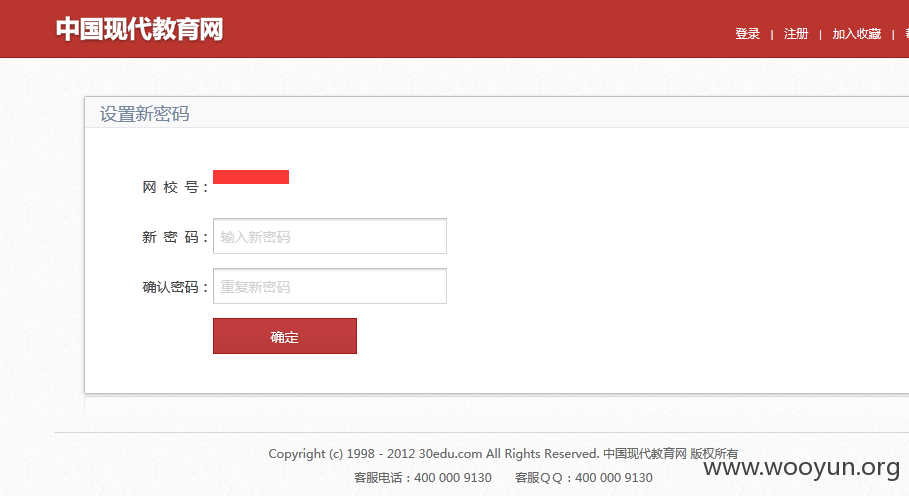 中国现代教育网
登录 | 注册 | 加入收藏 |
设置新密码
网 校 号：
新 密 码： 输入新密码
确认密码： 重复新密码
确定
Copyright (c) 1998 - 2012 30edu.com All Rights Reserved. 中国现代教育网 版权所有
客服电话：400 000 9130 客服QQ：400 000 9130
www.wooyun.org